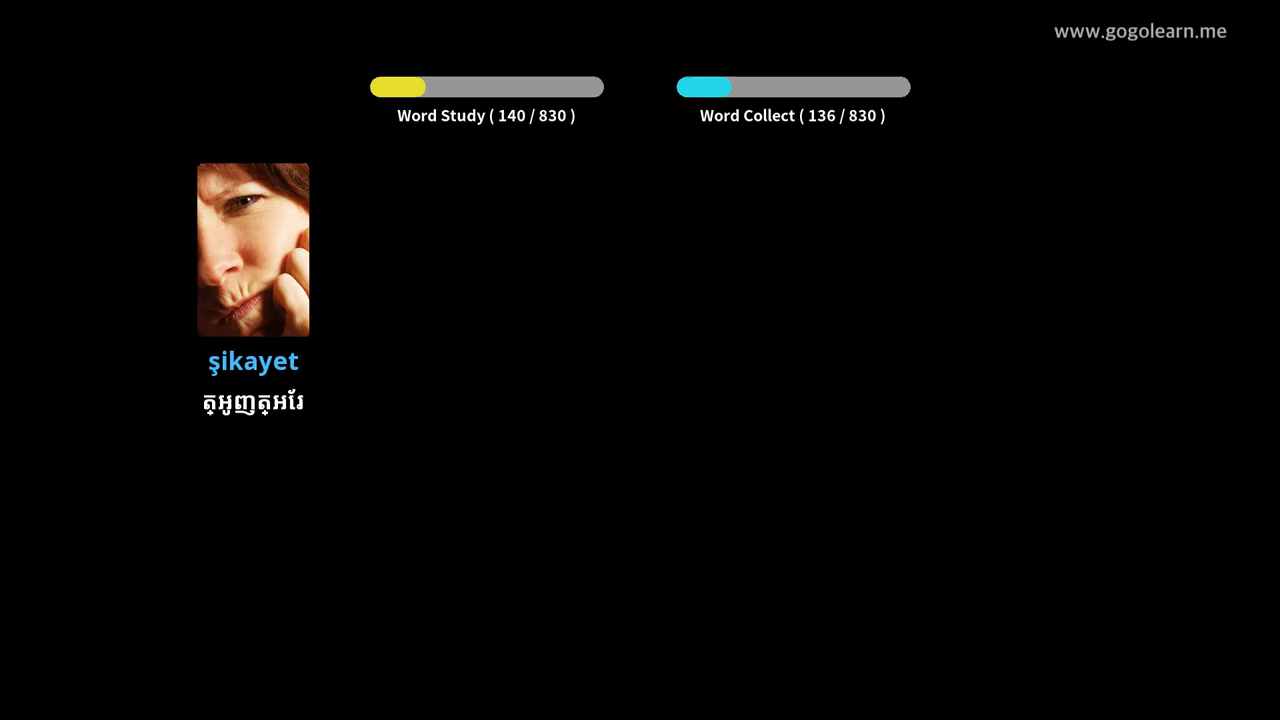 www.gogolearn.me
Word Study ( 140 / 830 )
Word Collect ( 136 / 830 )
şikayet
ត្អូញត្អរែ